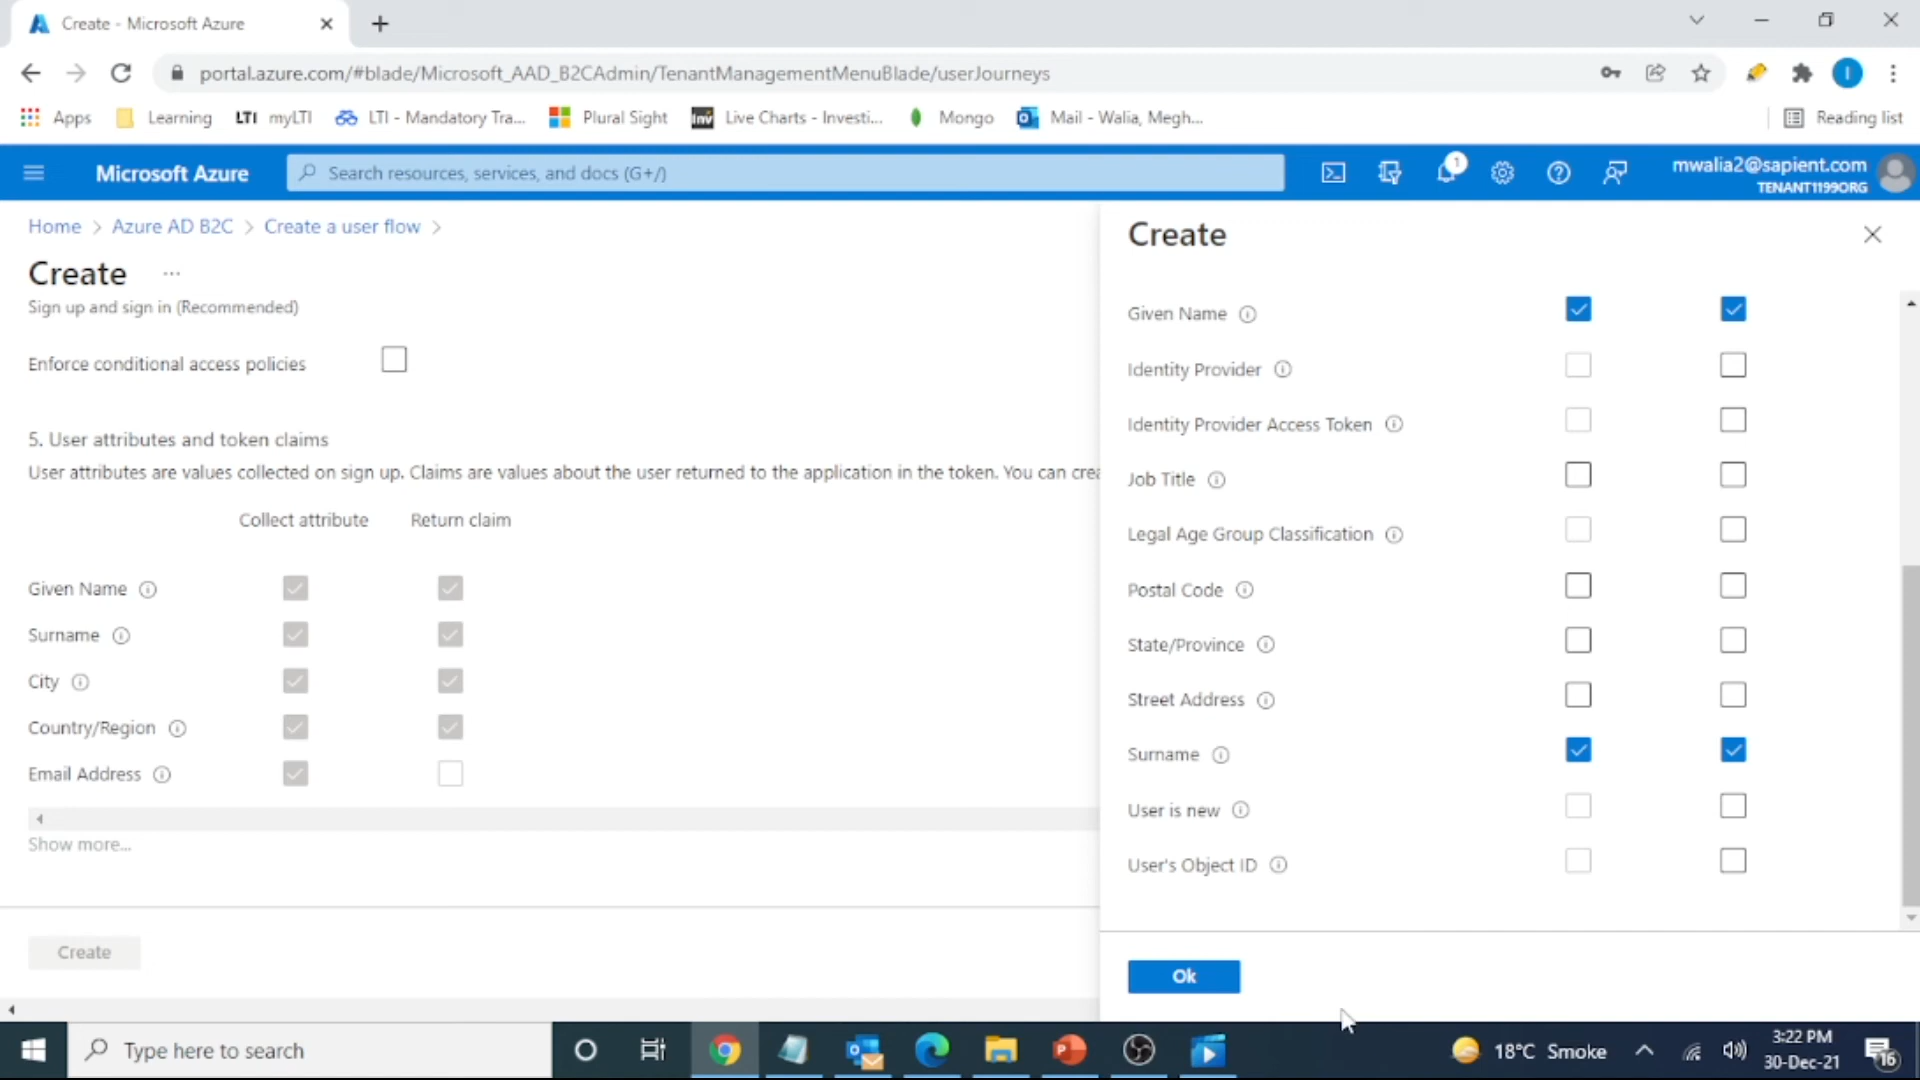 Create - Microsoft Azure
portal.azure.com/#blade/Microsoft_AAD_B2CAdmin/TenantManagementMenuBlade/userJourneys
Apps
Learning
LTI myLTI
LTI - Mandatory Tra...
Plural Sight
Inv Live Charts - Investi...
Mongo
Mail - Walia, Megh...
Reading list
Microsoft Azure
Search resources, services, and docs (G+/)
1
mwalia2@sapient.com
TENANT1199ORG
Home > Azure AD B2C > Create a user flow >
Create ...
Sign up and sign in (Recommended)
Enforce conditional access policies
5. User attributes and token claims
User attributes are values collected on sign up. Claims are values about the user returned to the application in the token. You can crea
Collect attribute Return claim
Given Name
Surname
City
Country/Region
Email Address
Show more...
Create
Create
Given Name
Identity Provider
Identity Provider Access Token
Job Title
Legal Age Group Classification
Postal Code
State/Province
Street Address
Surname
User is new
User's Object ID
Ok
Type here to search
18°C Smoke
3:22 PM
30-Dec-21
16